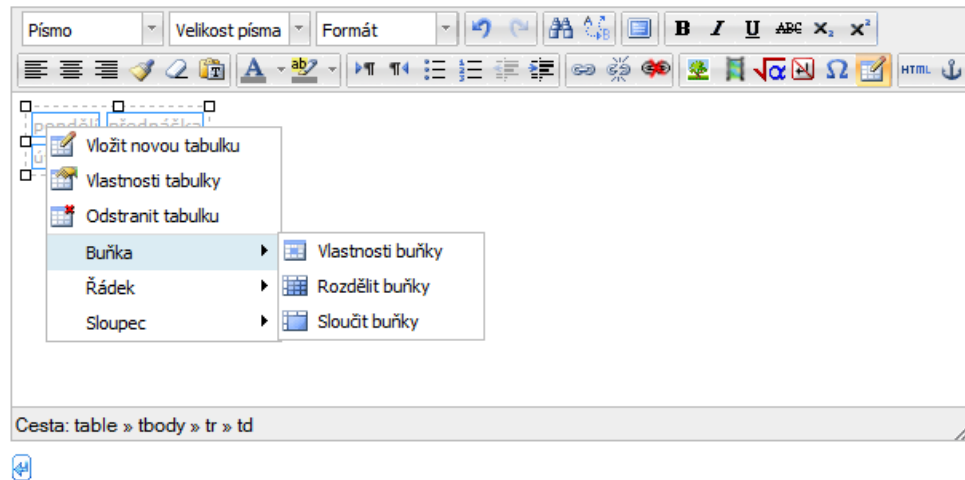 Písmo Velikost písma Formát B I U ABC X₂ X²
A ab HTML
pondělí přednáška
ú
Vložit novou tabulku
Vlastnosti tabulky
Odstranit tabulku
Buňka Vlastnosti buňky
Řádek Rozdělit buňky
Sloupec Sloučit buňky
Cesta: table » tbody » tr » td